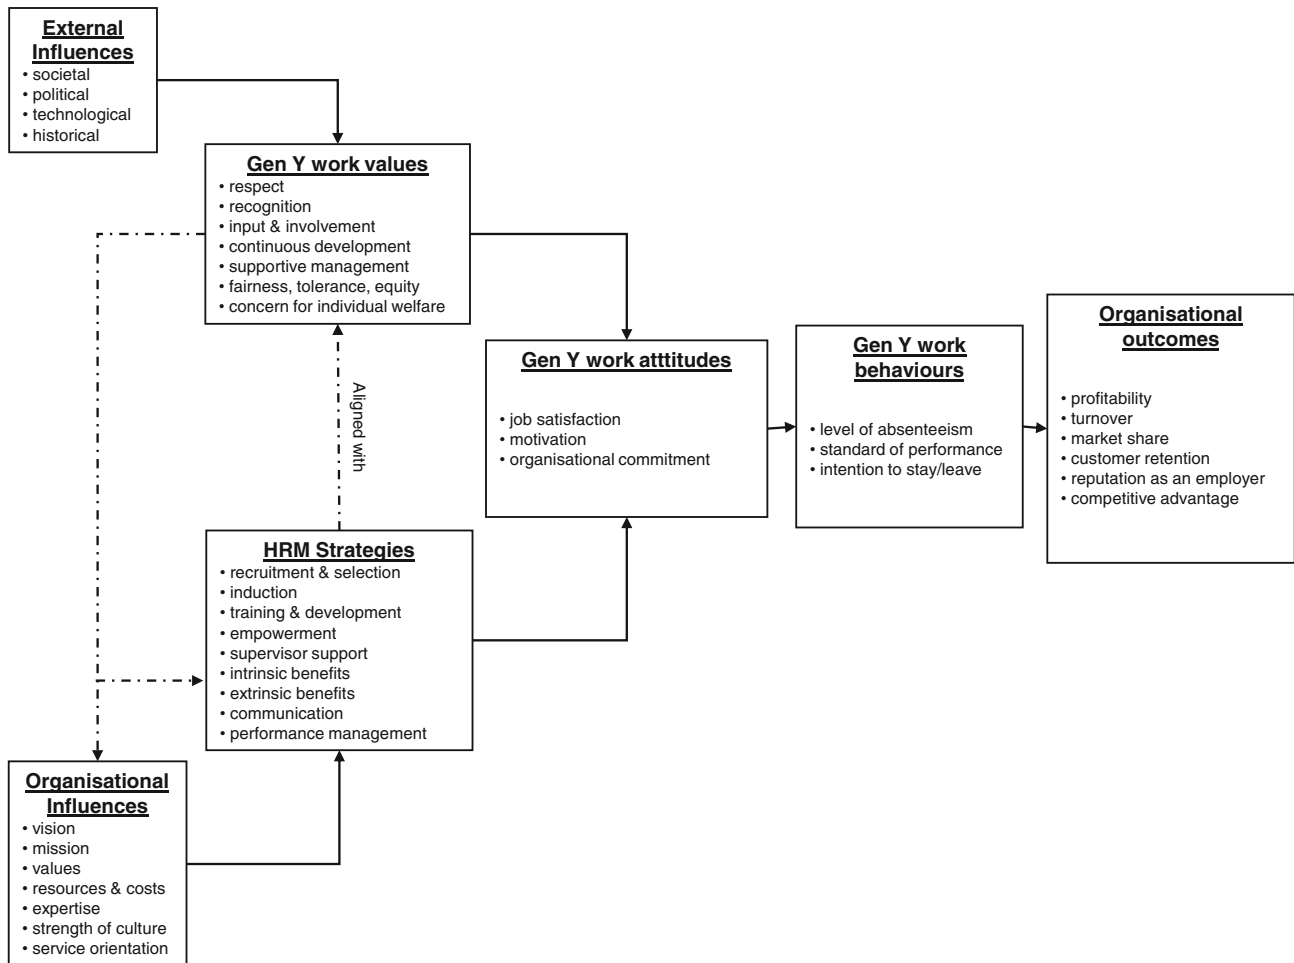 External
Influences
• societal
• political
• technological
• historical
Gen Y work values
• respect
• recognition
• input & involvement
• continuous development
• supportive management
• fairness, tolerance, equity
• concern for individual welfare
Aligned with
Gen Y work atttitudes
• job satisfaction
• motivation
• organisational commitment
Gen Y work
behaviours
• level of absenteeism
• standard of performance
• intention to stay/leave
Organisational
outcomes
• profitability
• turnover
• market share
• customer retention
• reputation as an employer
• competitive advantage
HRM Strategies
• recruitment & selection
• induction
• training & development
• empowerment
• supervisor support
• intrinsic benefits
• extrinsic benefits
• communication
• performance management
Organisational
Influences
• vision
• mission
• values
• resources & costs
• expertise
• strength of culture
• service orientation